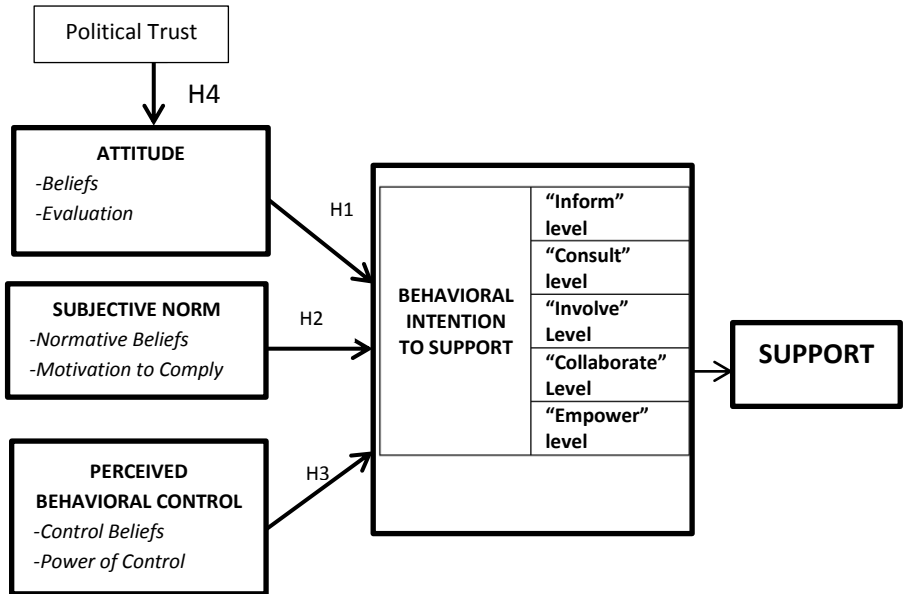 Political Trust
H4
ATTITUDE
-Beliefs
-Evaluation
H1
SUBJECTIVE NORM
-Normative Beliefs
-Motivation to Comply
H2
PERCEIVED
BEHAVIORAL CONTROL
-Control Beliefs
-Power of Control
H3
BEHAVIORAL
INTENTION
TO SUPPORT
“Inform”
level
“Consult”
level
“Involve”
Level
“Collaborate”
Level
“Empower”
level
SUPPORT